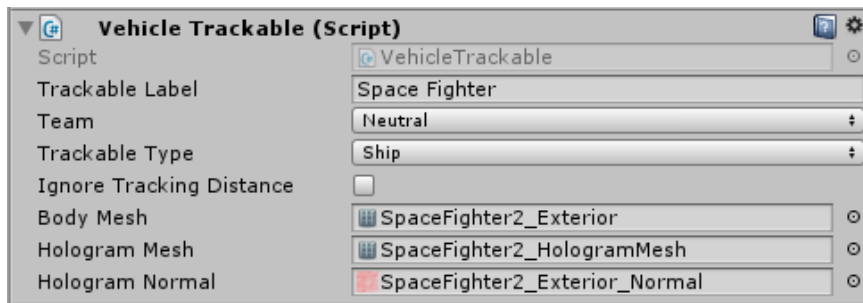 Vehicle Trackable (Script)
Script VehicleTrackable
Trackable Label Space Fighter
Team Neutral
Trackable Type Ship
Ignore Tracking Distance
Body Mesh SpaceFighter2_Exterior
Hologram Mesh SpaceFighter2_HologramMesh
Hologram Normal SpaceFighter2_Exterior_Normal